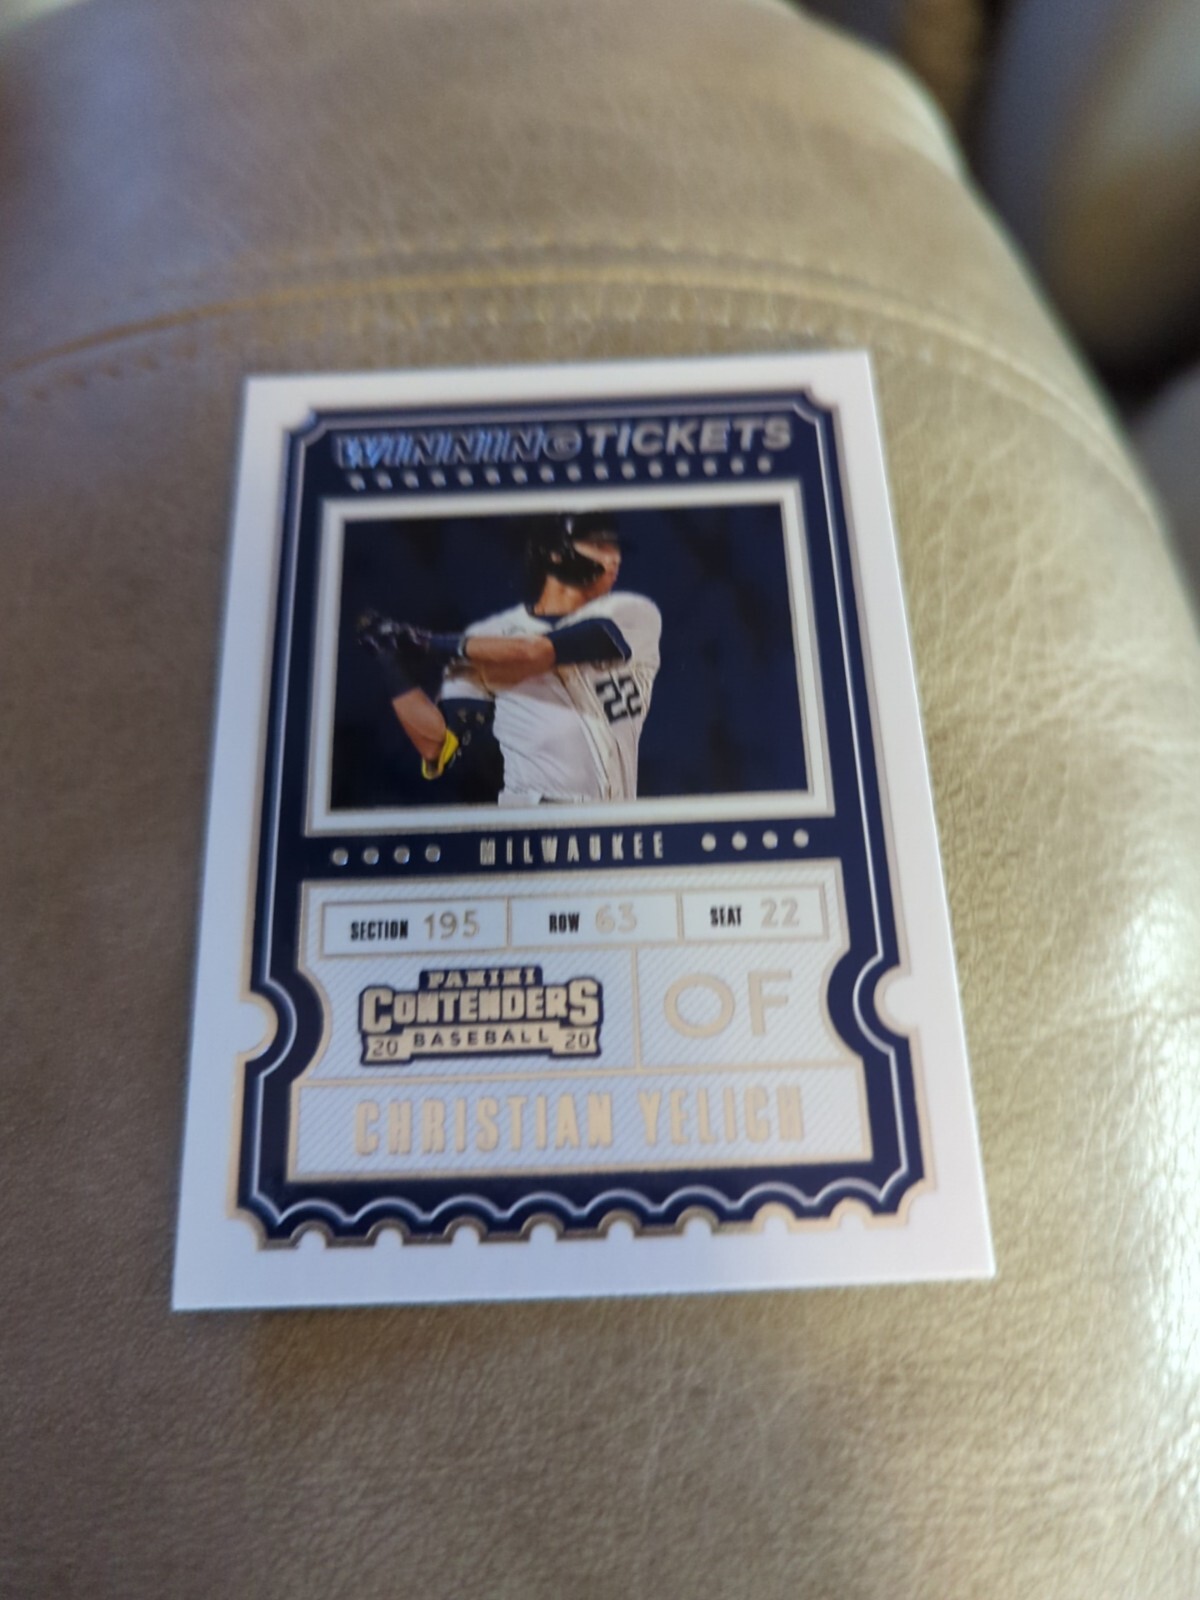 WINNING TICKETS
22
MILWAUKEE
SECTION 195 ROW 63 SEAT 22
PANINI
CONTENDERS
20 BASEBALL 20
OF
CHRISTIAN YELICH